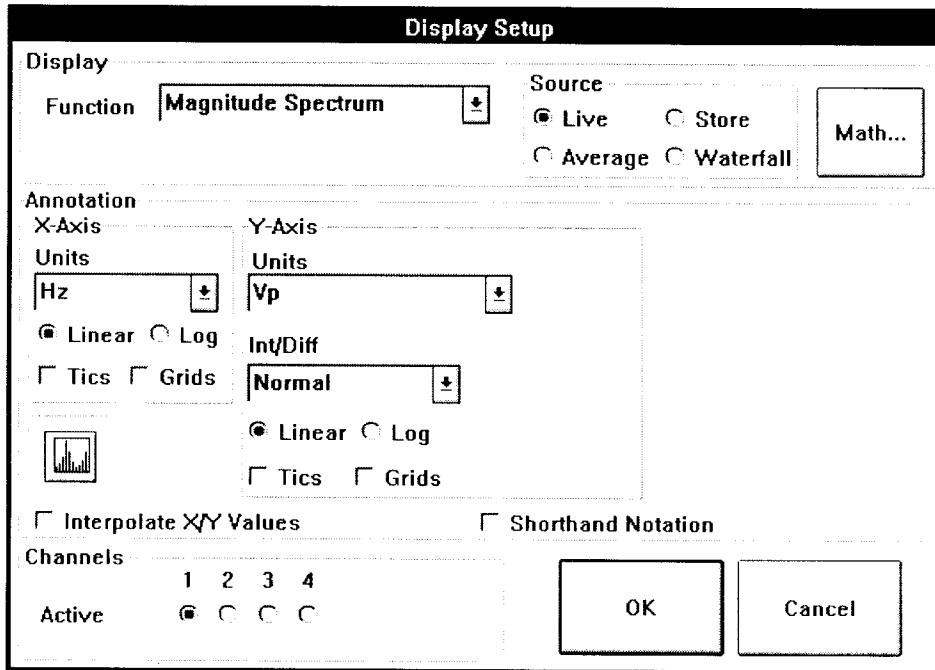 Display Setup
Display
Function Magnitude Spectrum
Source
Live Store
Average Waterfall
Math...
Annotation
X-Axis
Units
Hz
Linear Log
Tics Grids
Y-Axis
Units
Vp
Int/Diff
Normal
Linear Log
Tics Grids
Interpolate X/Y Values
Shorthand Notation
Channels
1 2 3 4
Active
OK
Cancel